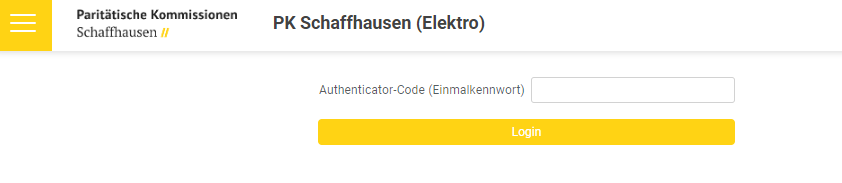 Paritätische Kommissionen
Schaffhausen //
PK Schaffhausen (Elektro)
Authenticator-Code (Einmalkennwort)
Login